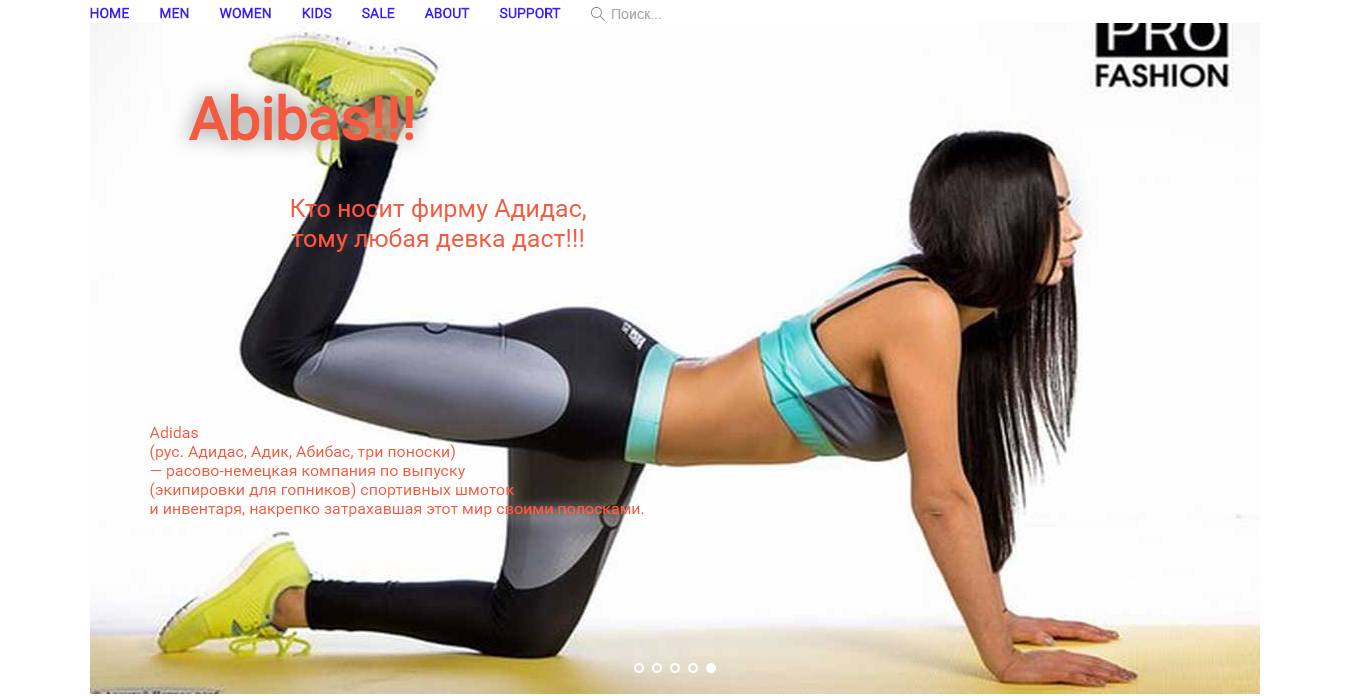 HOME MEN WOMEN KIDS SALE ABOUT SUPPORT Поиск...
PRO
FASHION
Abibas!!!
Кто носит фирму Адидас,
тому любая девка даст!!!
Adidas
(рус. Адидас, Адик, Абибас, три поноски)
— расово-немецкая компания по выпуску
(экипировки для гопников) спортивных шмоток
и инвентаря, накрепко затрахавшая этот мир своими полосками.